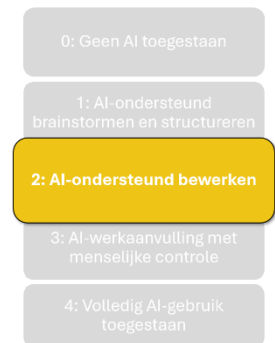 0: Geen AI toegestaan
1: AI-ondersteund
brainstormen en structureren
2: AI-ondersteund bewerken
3: AI-werkaanvulling met
menselijke controle
4: Volledig AI-gebruik
toegestaan